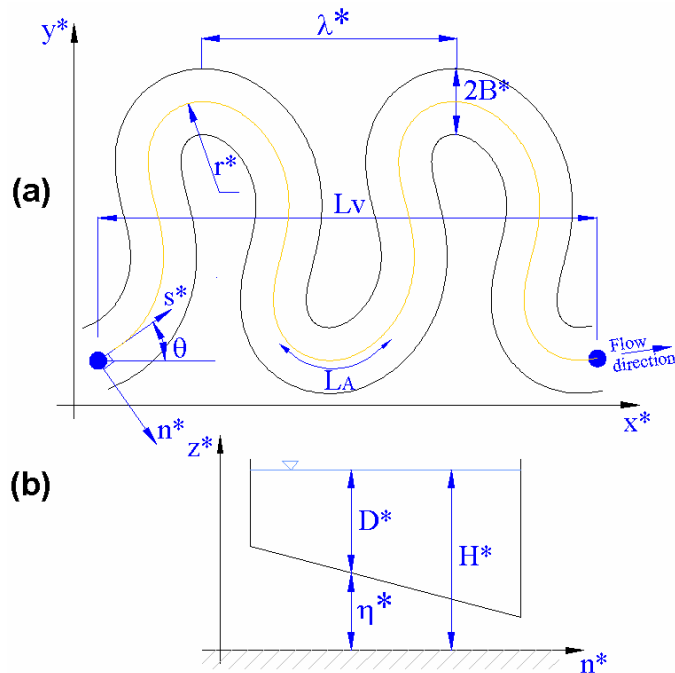 y*
λ*
2B*
r*
(a)
Lv
s*
θ
Flow
direction
LA
n*
x*
z*
(b)
D*
H*
η*
n*